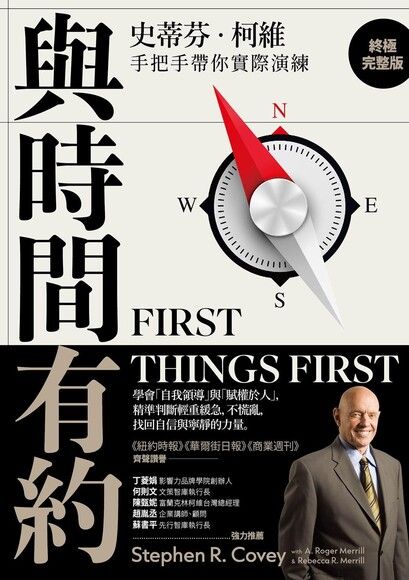 與時間有約
史蒂芬・柯維
手把手帶你實際演練
終極
完整版
N
W
E
S
FIRST
THINGS FIRST
學會「自我領導」與「賦權於人」，
精準判斷輕重緩急，不慌亂，
找回自信與寧靜的力量。
《紐約時報》《華爾街日報》《商業週刊》
齊聲讚譽
丁菱娟 影響力品牌學院創辦人
何則文 文策智庫執行長
陳甄妮 富蘭克林柯維台灣總經理
趙胤丞 企業講師、顧問
蘇書平 先行智庫執行長
強力推薦
Stephen R. Covey
with A. Roger Merrill
& Rebecca R. Merrill